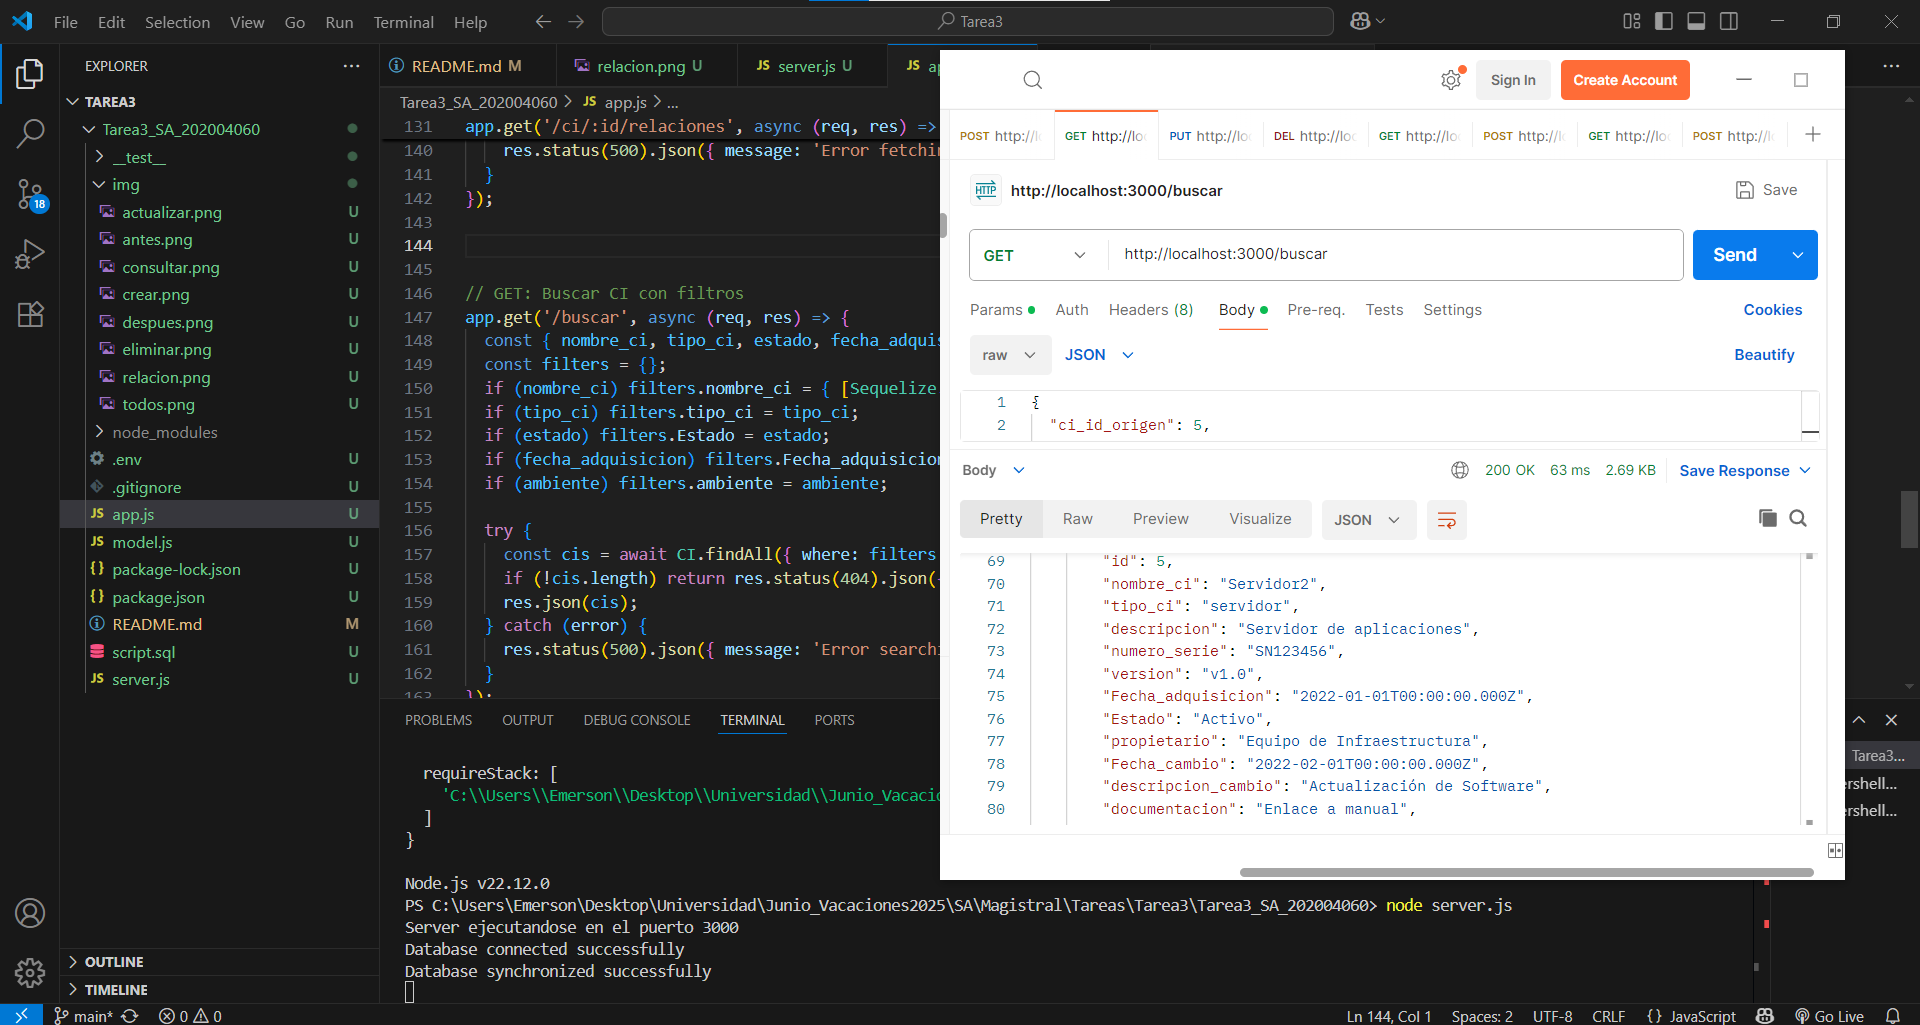 File Edit Selection View Go Run Terminal Help
Tarea3
EXPLORER
TAREA3
Tarea3_SA_202004060
__test__
img
actualizar.png U
antes.png U
consultar.png U
crear.png U
despues.png U
eliminar.png U
relacion.png U
todos.png U
node_modules
.env U
.gitignore U
JS app.js U
JS model.js U
{} package-lock.json U
{} package.json U
README.md M
script.sql U
JS server.js U
OUTLINE
TIMELINE
18
README.md M
relacion.png U
JS server.js U
JS
Tarea3_SA_202004060 > JS app.js > ...
131 app.get('/ci/:id/relaciones', async (req, res) =>
140 res.status(500).json({ message: 'Error
141 }
142 });
143
144
145
146 // GET: Buscar CI con filtros
147 app.get('/buscar', async (req, res) => {
148 const { nombre_ci, tipo_ci, estado,
149 const filters = {};
150 if (nombre_ci) filters.nombre_ci = { [Sequelize
151 if (tipo_ci) filters.tipo_ci = tipo_ci;
152 if (estado) filters.Estado = estado;
153 if (fecha_adquisicion)
154 if (ambiente) filters.ambiente = ambiente;
155
156 try {
157 const cis = await CI.findAll({ where: filters
158 if (!cis.length) return res.status(404).json(
159 res.json(cis);
160 } catch (error) {
161 res.status(500).json({ message: 'Error
162 }
163 });
PROBLEMS OUTPUT DEBUG CONSOLE TERMINAL PORTS
requireStack: [
'C:\\Users\\Emerson\\Desktop\\Universidad\\
]
}
Node.js v22.12.0
PS C:\Users\Emerson\Desktop\Universidad\Junio_Vacaciones2025\SA\Magistral\Tareas\Tarea3\Tarea3_SA_202004060> node server.js
Server ejecutandose en el puerto 3000
Database connected successfully
Database synchronized successfully
Tarea3...
ershell...
ershell...
Sign In
Create Account
POST http://
GET http://lo
PUT http://lo
DEL http://lo
GET http://lo
POST http://
GET http://lo
POST http://
HTTP http://localhost:3000/buscar
Save
GET http://localhost:3000/buscar
Send
Params Auth Headers (8) Body Pre-req. Tests Settings Cookies
raw JSON Beautify
1 {
2 "ci_id_origen": 5,
Body 200 OK 63 ms 2.69 KB Save Response
Pretty Raw Preview Visualize JSON
69 "id": 5,
70 "nombre_ci": "Servidor2",
71 "tipo_ci": "servidor",
72 "descripcion": "Servidor de aplicaciones",
73 "numero_serie": "SN123456",
74 "version": "v1.0",
75 "Fecha_adquisicion": "2022-01-01T00:00:00.000Z",
76 "Estado": "Activo",
77 "propietario": "Equipo de Infraestructura",
78 "Fecha_cambio": "2022-02-01T00:00:00.000Z",
79 "descripcion_cambio": "Actualización de Software",
80 "documentacion": "Enlace a manual",
main* 0 0
Ln 144, Col 1 Spaces: 2 UTF-8 CRLF {} JavaScript Go Live